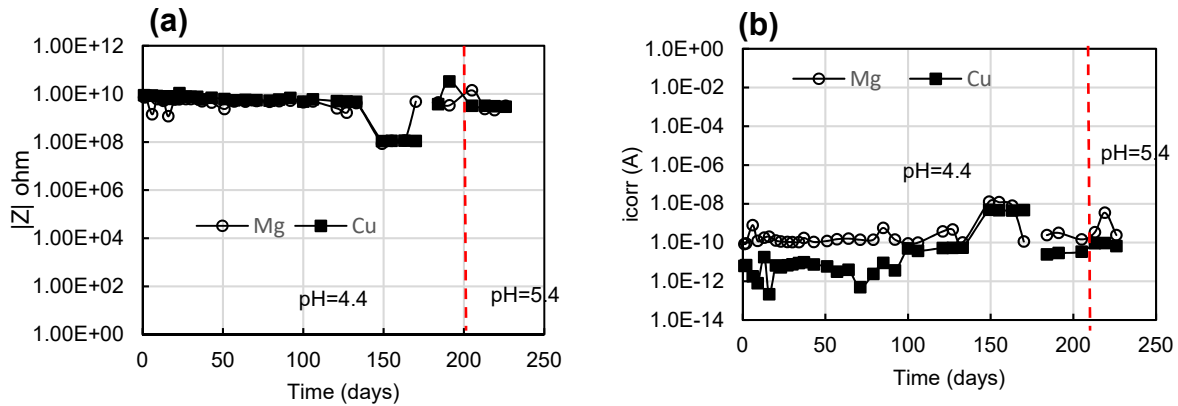 (a)
1.00E+12
1.00E+10
1.00E+08
1.00E+06
1.00E+04
1.00E+02
1.00E+00
|Z| ohm
Mg Cu
pH=4.4
pH=5.4
0 50 100 150 200 250
Time (days)
(b)
1.0E+00
1.0E-02
1.0E-04
1.0E-06
1.0E-08
1.0E-10
1.0E-12
1.0E-14
icorr (A)
Mg Cu
pH=5.4
pH=4.4
0 50 100 150 200 250
Time (days)